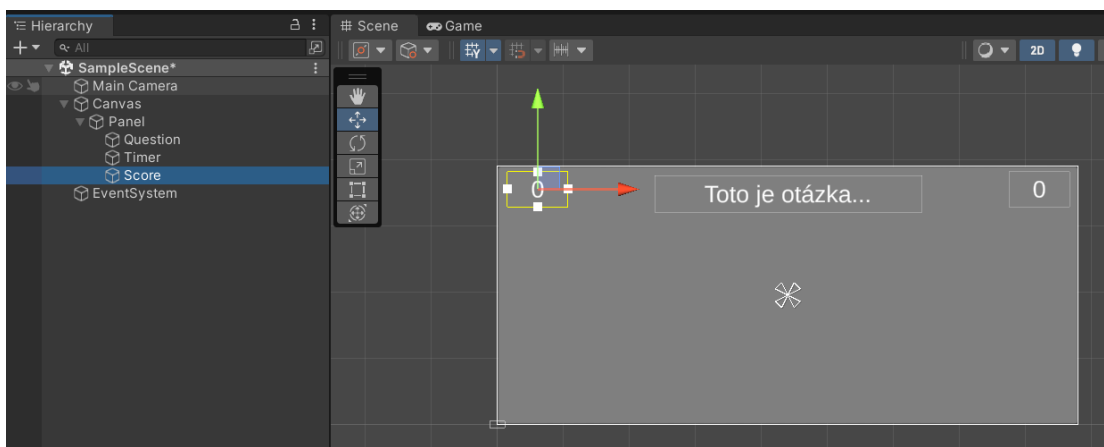 Hierarchy
All
SampleScene*
Main Camera
Canvas
Panel
Question
Timer
Score
EventSystem
Scene Game
2D
0 Toto je otázka... 0